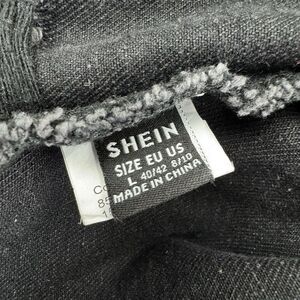 SHEIN
SIZE EU US
L 40/42 8/10
MADE IN CHINA